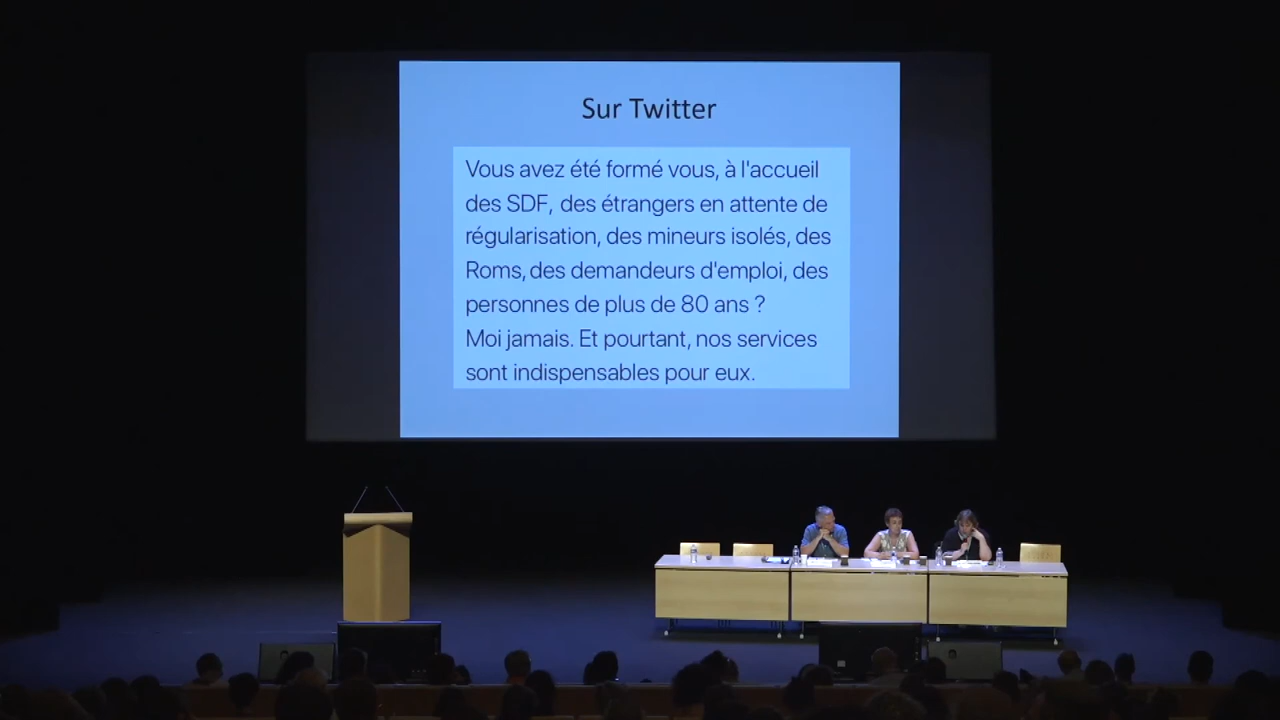 Sur Twitter
Vous avez été formé vous, à l'accueil
des SDF, des étrangers en attente de
régularisation, des mineurs isolés, des
Roms, des demandeurs d'emploi, des
personnes de plus de 80 ans ?
Moi jamais. Et pourtant, nos services
sont indispensables pour eux.